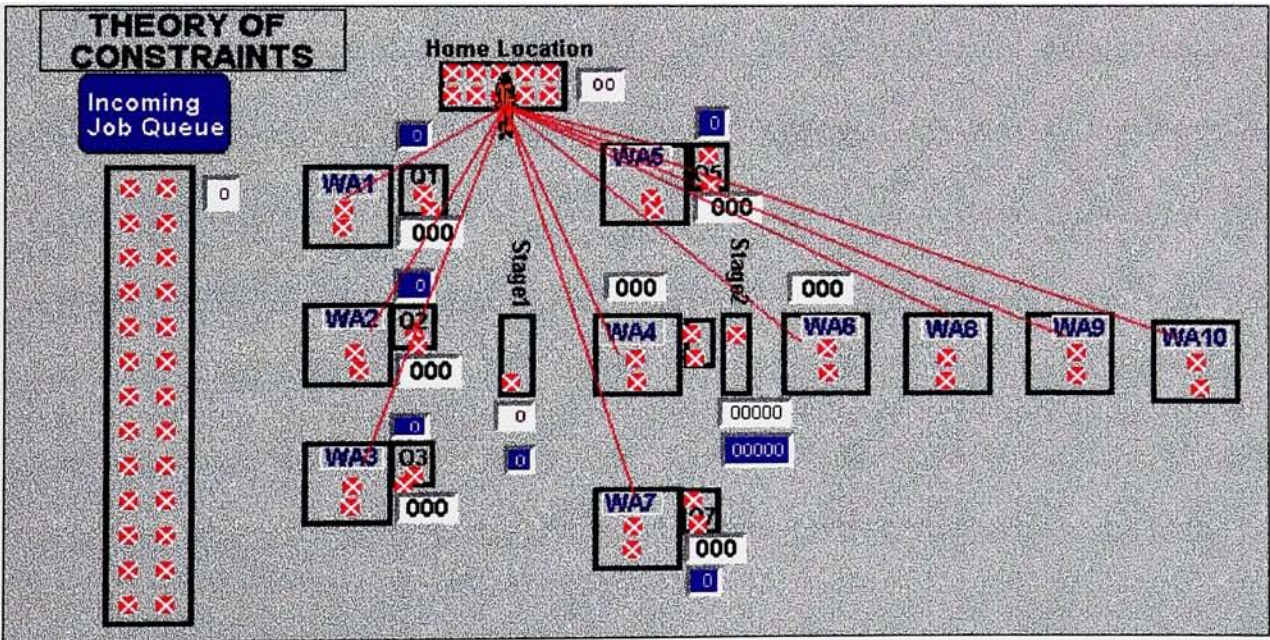 THEORY OF
CONSTRAINTS
Home Location
00
Incoming
Job Queue
0
0
0
WA1
Q1
000
WA5
Q5
000
0
WA2
Q2
000
Stage1
0
0
000
WA4
Stage2
00000
00000
000
WA6
WA8
WA9
WA10
0
WA3
Q3
000
WA7
Q7
000
0